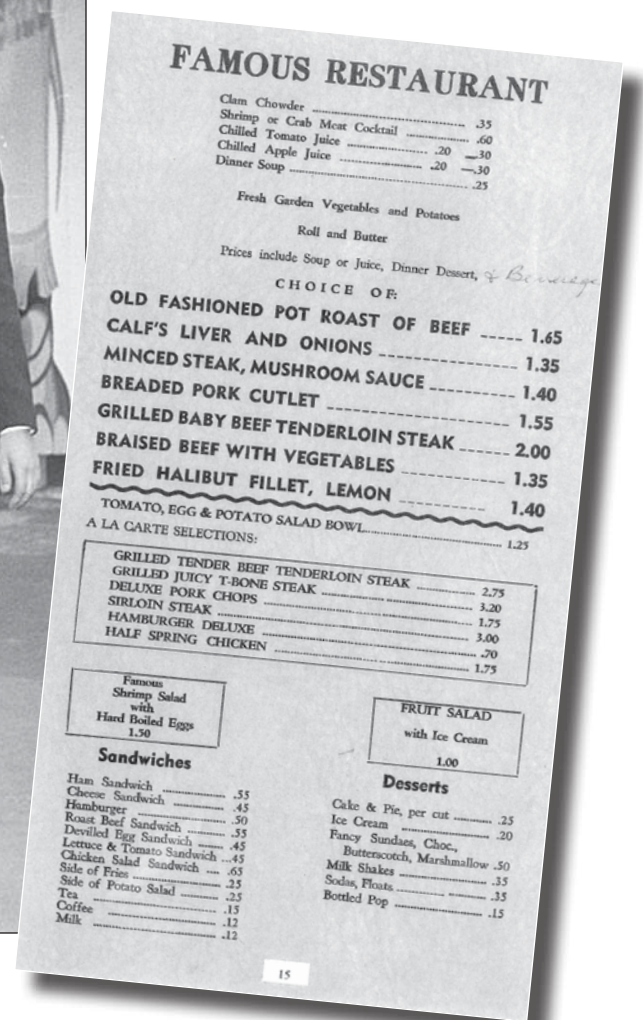 FAMOUS RESTAURANT
Clam Chowder .35
Shrimp or Crab Meat Cocktail .60
Chilled Tomato Juice .20 —.30
Chilled Apple Juice .20 —.30
Dinner Soup .25
Fresh Garden Vegetables and Potatoes
Roll and Butter
Prices include Soup or Juice, Dinner Dessert, & Beverage
CHOICE OF:
OLD FASHIONED POT ROAST OF BEEF 1.65
CALF'S LIVER AND ONIONS 1.35
MINCED STEAK, MUSHROOM SAUCE 1.40
BREADED PORK CUTLET 1.55
GRILLED BABY BEEF TENDERLOIN STEAK 2.00
BRAISED BEEF WITH VEGETABLES 1.35
FRIED HALIBUT FILLET, LEMON 1.40
TOMATO, EGG & POTATO SALAD BOWL 1.25
A LA CARTE SELECTIONS:
GRILLED TENDER BEEF TENDERLOIN STEAK 2.75
GRILLED JUICY T-BONE STEAK 3.20
DELUXE PORK CHOPS 1.75
SIRLOIN STEAK 3.00
HAMBURGER DELUXE .70
HALF SPRING CHICKEN 1.75
Famous
Shrimp Salad
with
Hard Boiled Eggs
1.50
Sandwiches
Ham Sandwich .55
Cheese Sandwich .45
Hamburger .50
Roast Beef Sandwich .55
Devilled Egg Sandwich .45
Lettuce & Tomato Sandwich .45
Chicken Salad Sandwich .65
Side of Fries .25
Side of Potato Salad .25
Tea .15
Coffee .12
Milk .12
FRUIT SALAD
with Ice Cream
1.00
Desserts
Cake & Pie, per cut .25
Ice Cream .20
Fancy Sundaes, Choc.,
Butterscotch, Marshmallow .50
Milk Shakes .35
Sodas, Floats .35
Bottled Pop .15
15